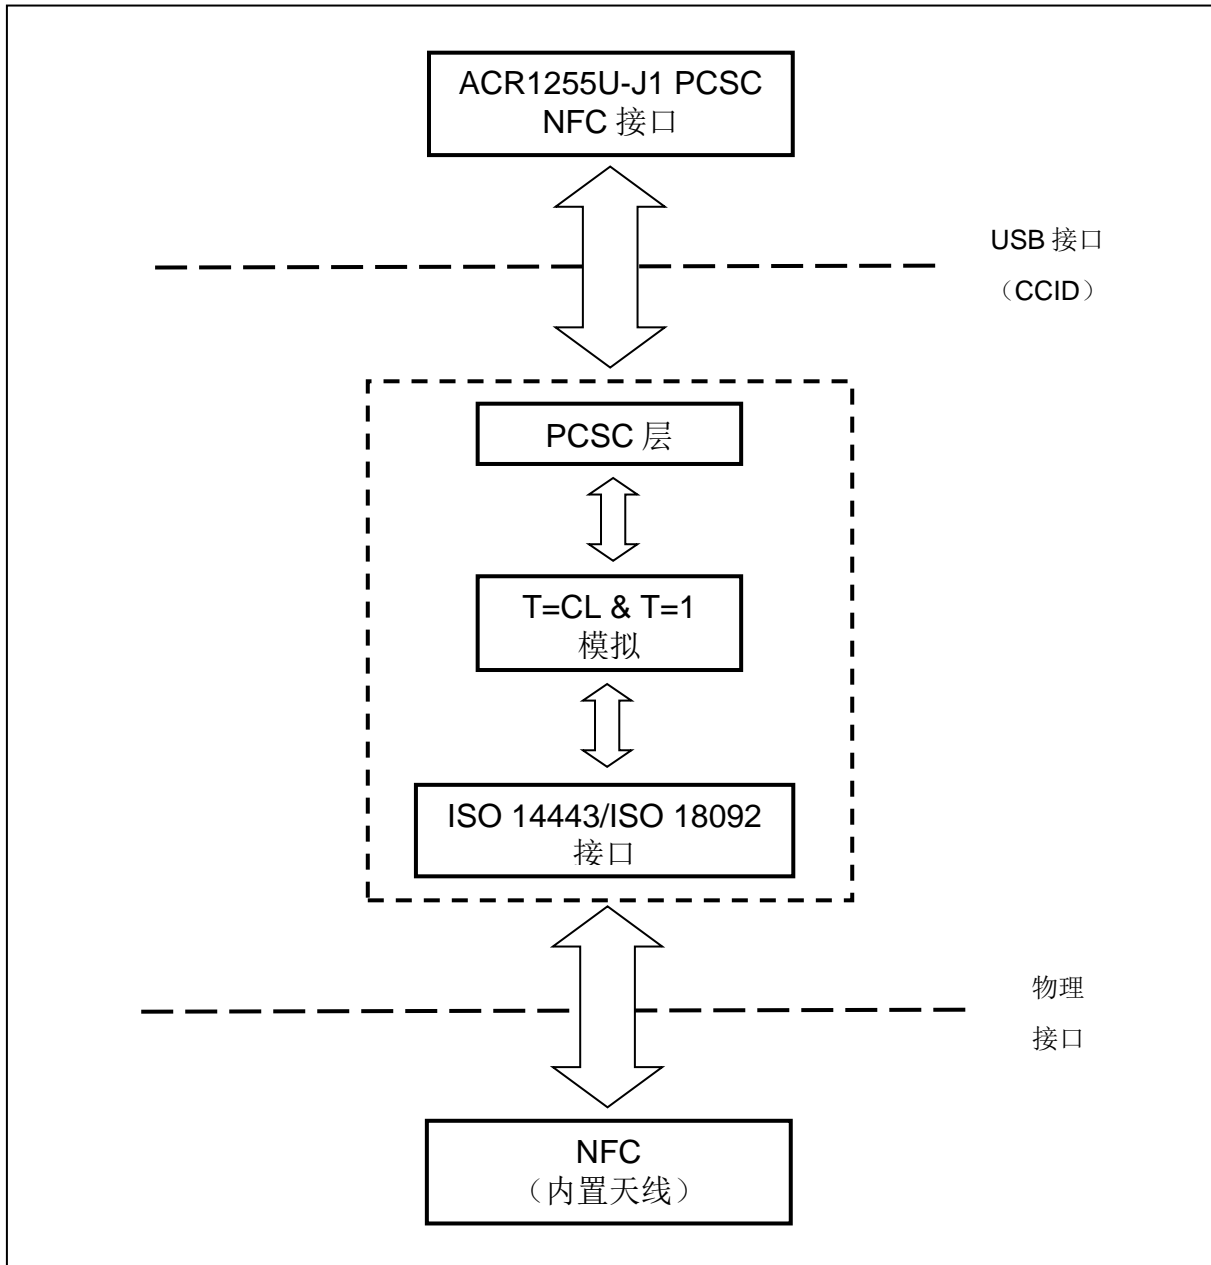 ACR1255U-J1 PCSC
NFC 接口
USB 接口
（CCID）
PCSC 层
T=CL & T=1
模拟
ISO 14443/ISO 18092
接口
物理
接口
NFC
（内置天线）